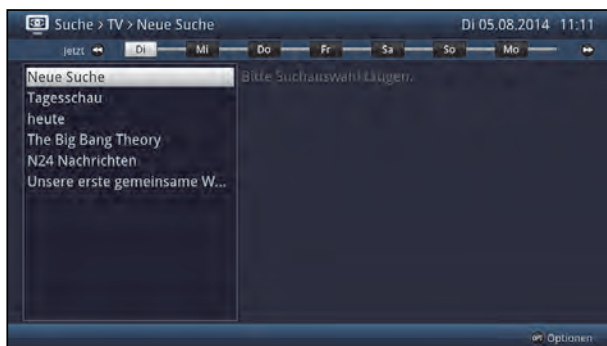 Suche > TV > Neue Suche Di 05.08.2014 11:11
Jetzt Di Mi Do Fr Sa So Mo
Neue Suche Bitte Suchauswahl
Tagesschau
heute
The Big Bang Theory
N24 Nachrichten
Unsere erste gemeinsame W...
OPT Optionen